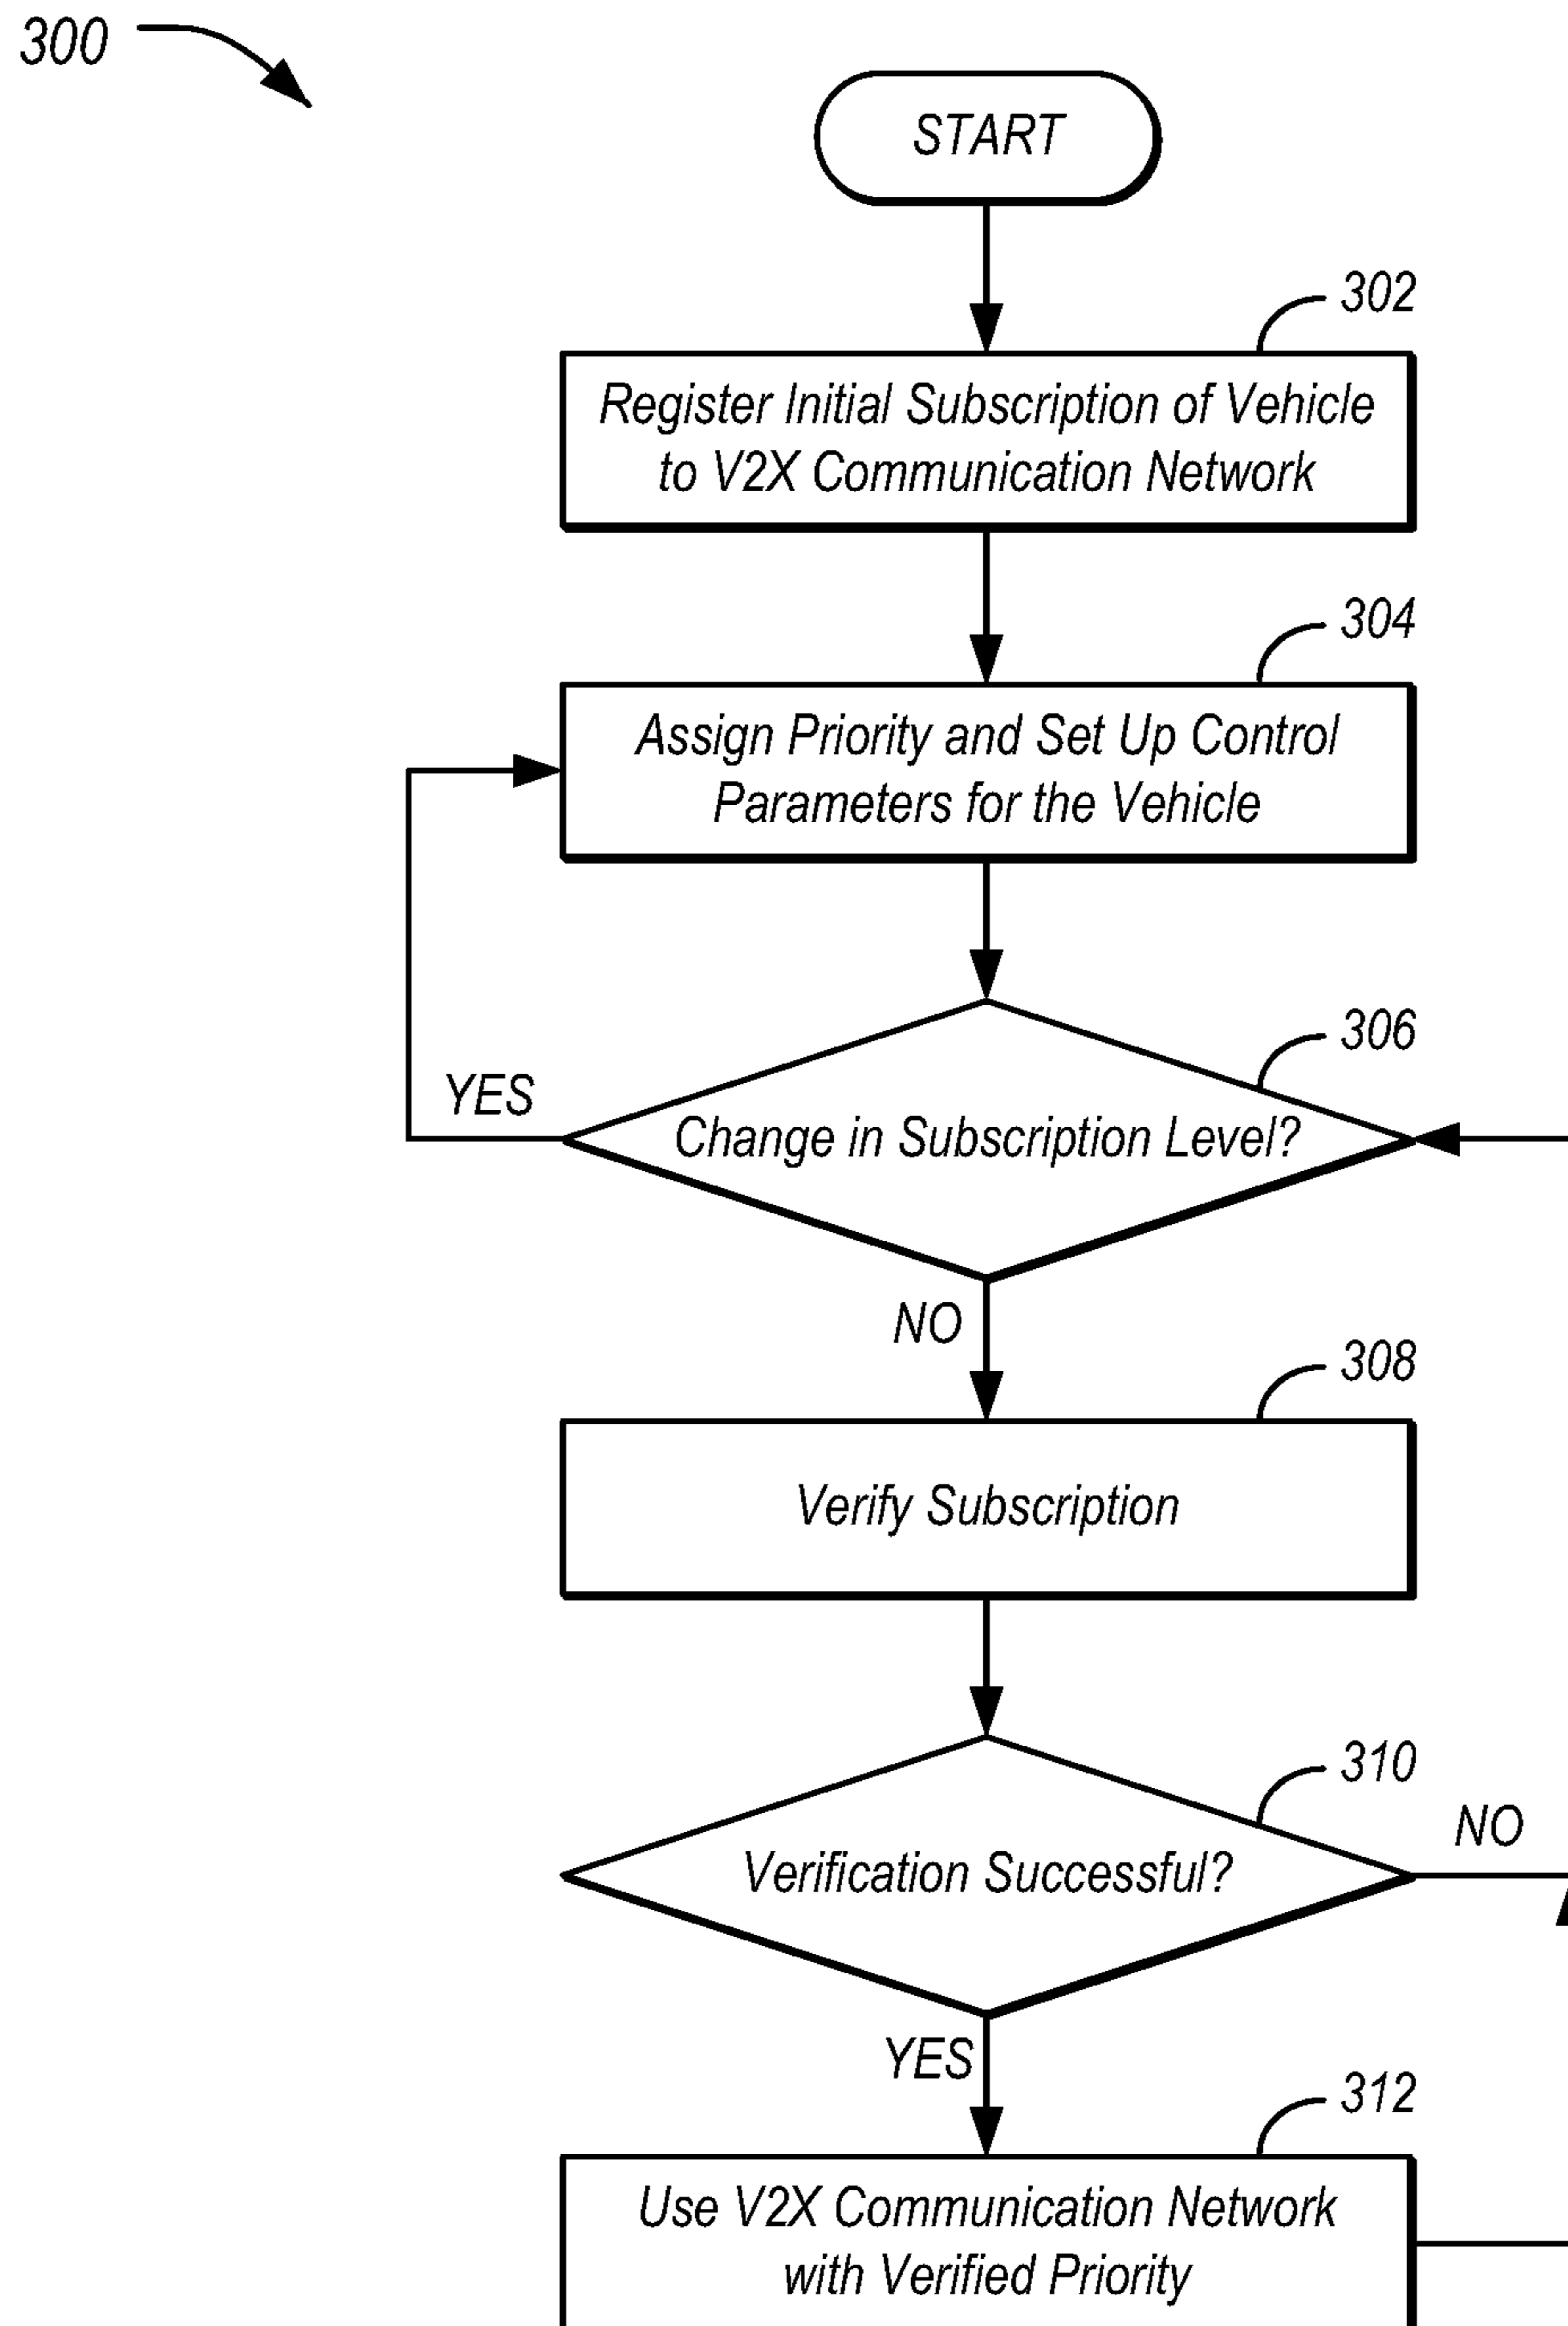 300
START
302
Register Initial Subscription of Vehicle
to V2X Communication Network
304
Assign Priority and Set Up Control
Parameters for the Vehicle
306
YES
Change in Subscription Level?
NO
308
Verify Subscription
310
NO
Verification Successful?
YES
312
Use V2X Communication Network
with Verified Priority